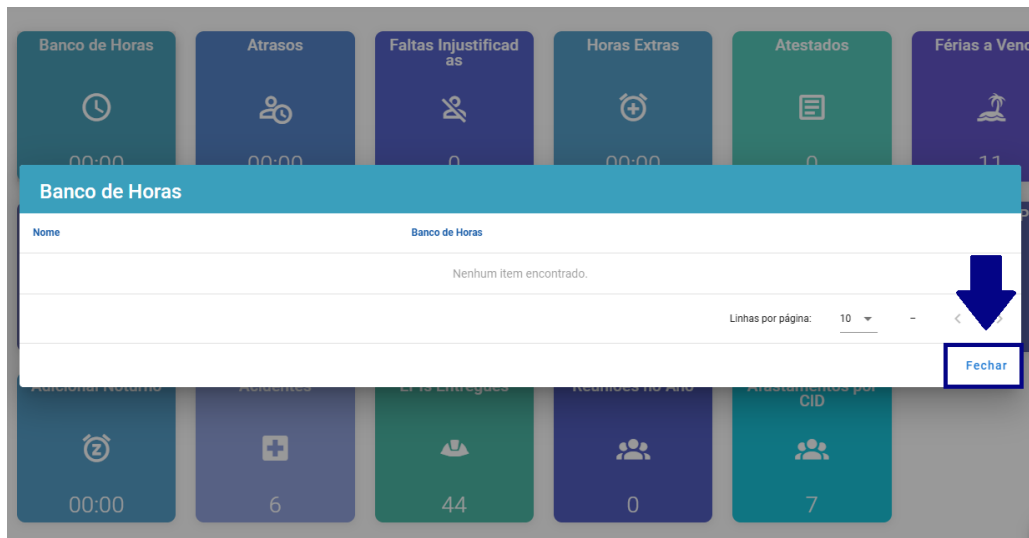 Banco de Horas
Atrasos
Faltas Injustificad
as
Horas Extras
Atestados
Férias a Venc
00:00
00:00
0
00:00
0
11
Banco de Horas
Nome
Banco de Horas
Nenhum item encontrado.
Linhas por página:
10
–
Fechar
Adicional Noturno
Acidentes
EPIs Entregues
Reuniões no Ano
Afastamentos por
CID
00:00
6
44
0
7